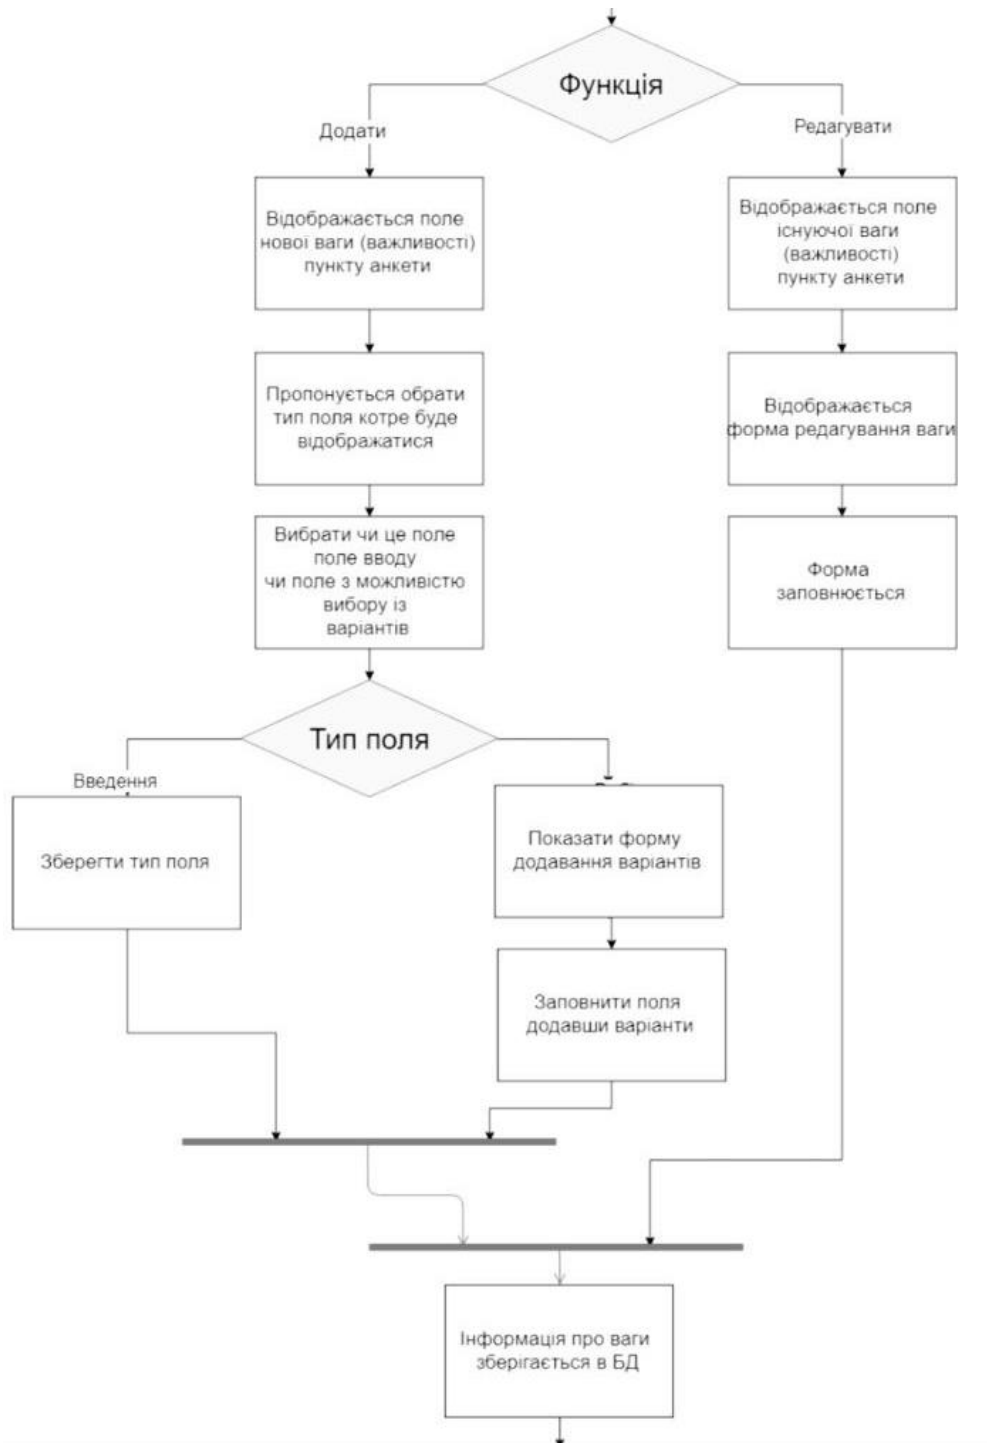 Функція
Додати
Редагувати
Відображається поле
нової ваги (важливості)
пункту анкети
Відображається поле
існуючої ваги
(важливості)
пункту анкети
Пропонується обрати
тип поля котре буде
відображатися
Відображається
форма редагування ваги
Вибрати чи це поле
поле вводу
чи поле з можливістю
вибору із
варіантів
Форма
заповнюється
Тип поля
Введення
Зберегти тип поля
Показати форму
додавання варіантів
Заповнити поля
додавши варіанти
Інформація про ваги
зберігається в БД